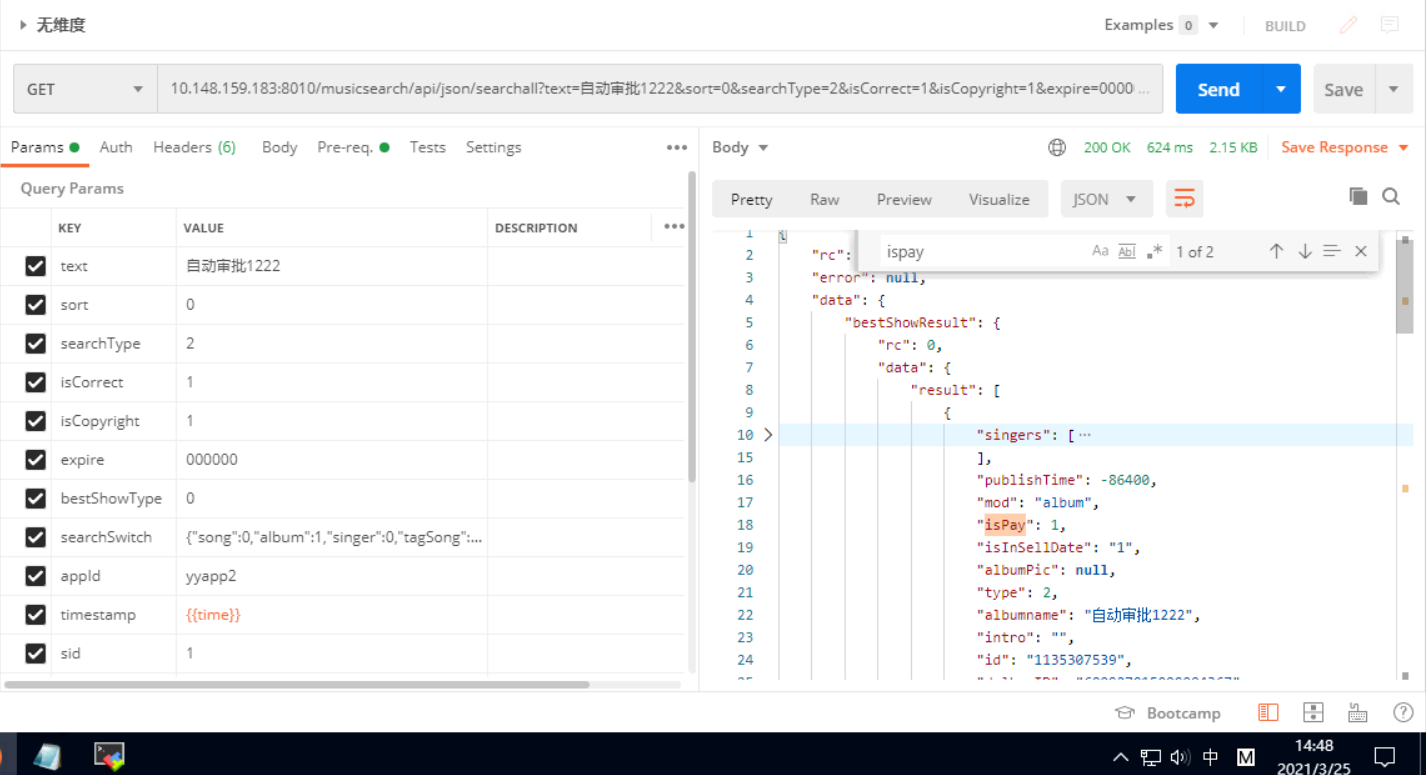 无维度
Examples 0
BUILD
GET
10.148.159.183:8010/musicsearch/api/json/searchall?text=自动审批1222&sort=0&searchType=2&isCorrect=1&isCopyright=1&expire=0000 ...
Send
Save
Params
Auth
Headers (6)
Body
Pre-req.
Tests
Settings
Body
200 OK
624 ms
2.15 KB
Save Response
Query Params
KEY
VALUE
DESCRIPTION
text
自动审批1222
sort
0
searchType
2
isCorrect
1
isCopyright
1
expire
000000
bestShowType
0
searchSwitch
{"song":0,"album":1,"singer":0,"tagSong":...
appId
yyapp2
timestamp
{{time}}
sid
1
Pretty
Raw
Preview
Visualize
JSON
ispay
Aa
Abl
.*
1 of 2
1 {
2 "rc":
3 "error": null,
4 "data": {
5 "bestShowResult": {
6 "rc": 0,
7 "data": {
8 "result": [
9 {
10 "singers": [ ...
15 ],
16 "publishTime": -86400,
17 "mod": "album",
18 "isPay": 1,
19 "isInSellDate": "1",
20 "albumPic": null,
21 "type": 2,
22 "albumname": "自动审批1222",
23 "intro": "",
24 "id": "1135307539",
Bootcamp
中
M
14:48
2021/3/25